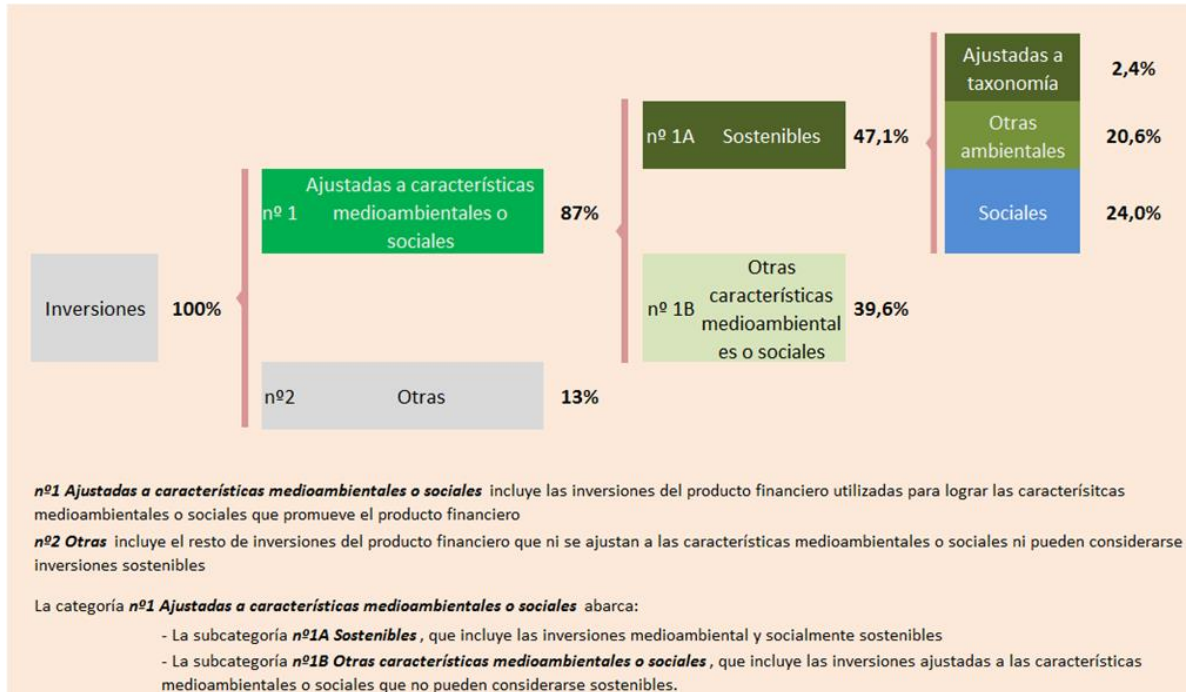 Inversiones 100%
nº 1 Ajustadas a características
medioambientales o
sociales 87%
nº2 Otras 13%
nº 1A Sostenibles 47,1%
nº 1B Otras
características
medioambiental
es o sociales 39,6%
Ajustadas a
taxonomía 2,4%
Otras
ambientales 20,6%
Sociales 24,0%
nº1 Ajustadas a características medioambientales o sociales incluye las inversiones del producto financiero utilizadas para lograr las caracterísitcas
medioambientales o sociales que promueve el producto financiero
nº2 Otras incluye el resto de inversiones del producto financiero que ni se ajustan a las características medioambientales o sociales ni pueden considerarse
inversiones sostenibles
La categoría nº1 Ajustadas a características medioambientales o sociales abarca:
- La subcategoría nº1A Sostenibles, que incluye las inversiones medioambiental y socialmente sostenibles
- La subcategoría nº1B Otras características medioambientales o sociales, que incluye las inversiones ajustadas a las características
medioambientales o sociales que no pueden considerarse sostenibles.